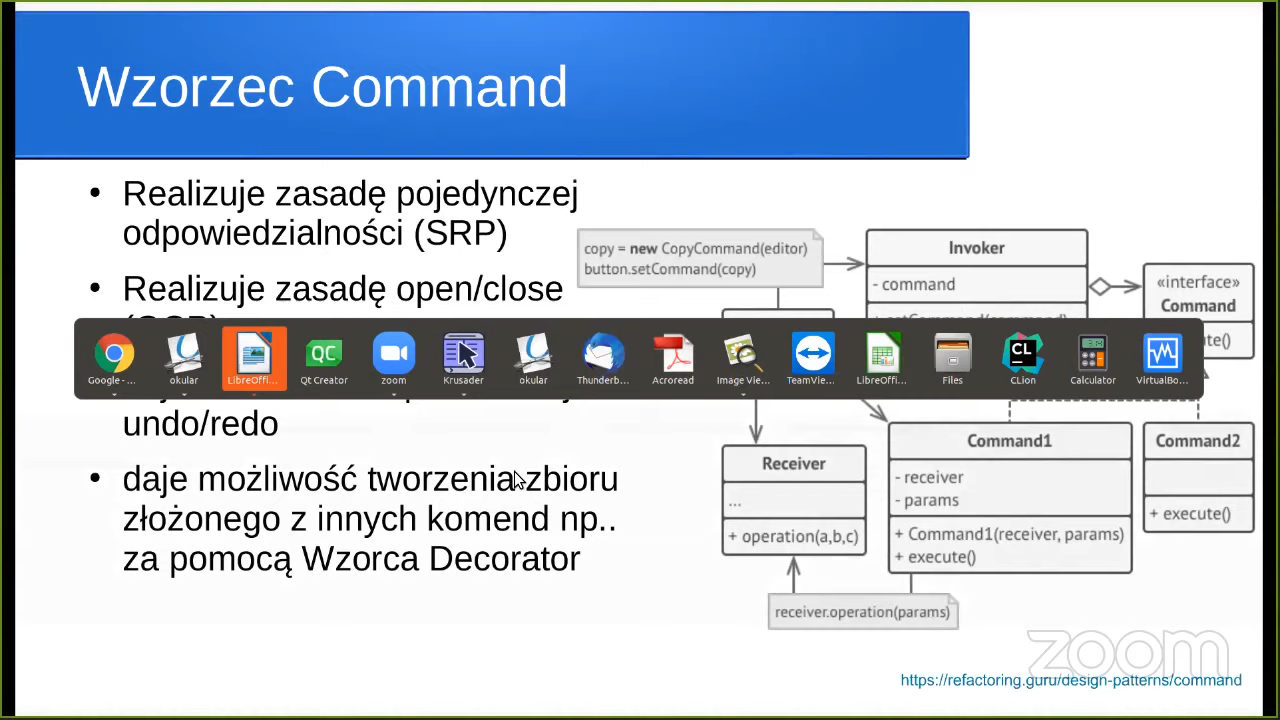 Wzorzec Command
• Realizuje zasadę pojedynczej
odpowiedzialności (SRP)
• Realizuje zasadę open/close
undo/redo
• daje możliwość tworzenia zbioru
złożonego z innych komend np..
za pomocą Wzorca Decorator
copy = new CopyCommand(editor)
button.setCommand(copy)
Invoker
- command
«interface»
Command
Google - ...
okular
LibreOffi...
Qt Creator
zoom
Krusader
okular
Thunderb...
Acroread
Image Vie...
TeamVie...
LibreOffi...
Files
CLion
Calculator
VirtualBo...
Receiver
...
+ operation(a,b,c)
Command1
- receiver
- params
+ Command1(receiver, params)
+ execute()
Command2
+ execute()
receiver.operation(params)
zoom
https://refactoring.guru/design-patterns/command